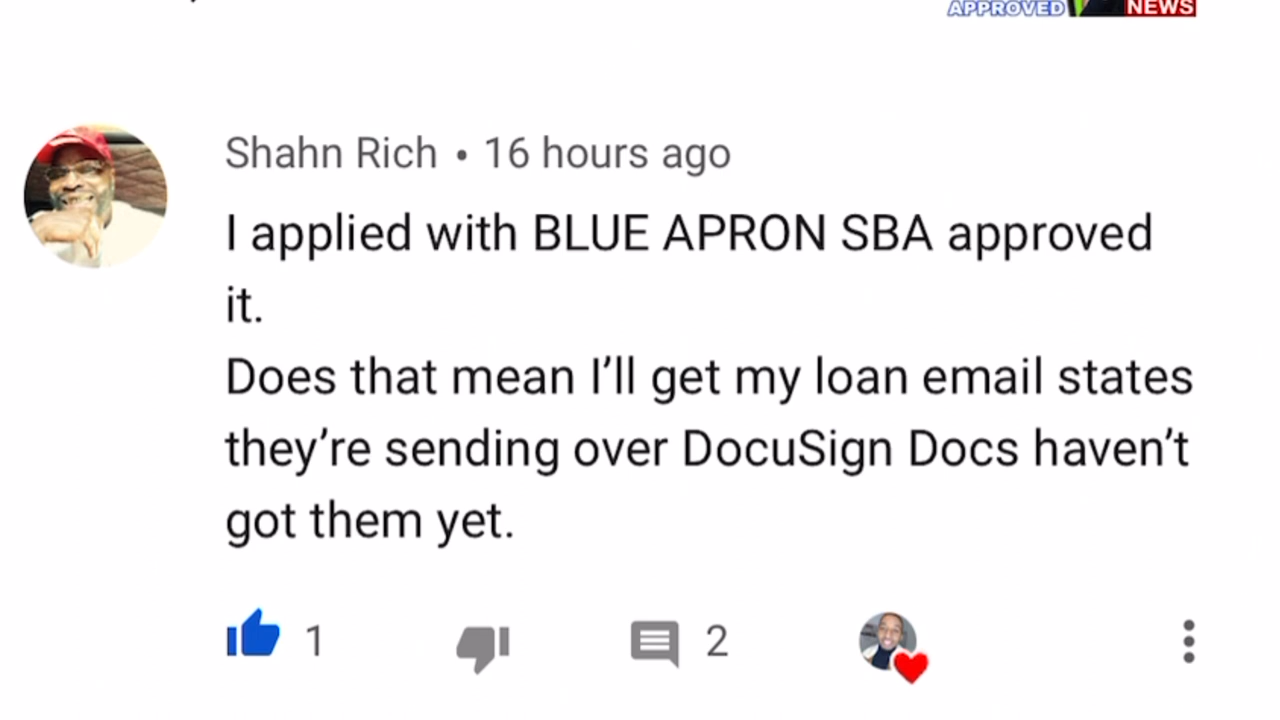 APPROVED NEWS
Shahn Rich • 16 hours ago
I applied with BLUE APRON SBA approved
it.
Does that mean I’ll get my loan email states
they’re sending over DocuSign Docs haven’t
got them yet.
1 2